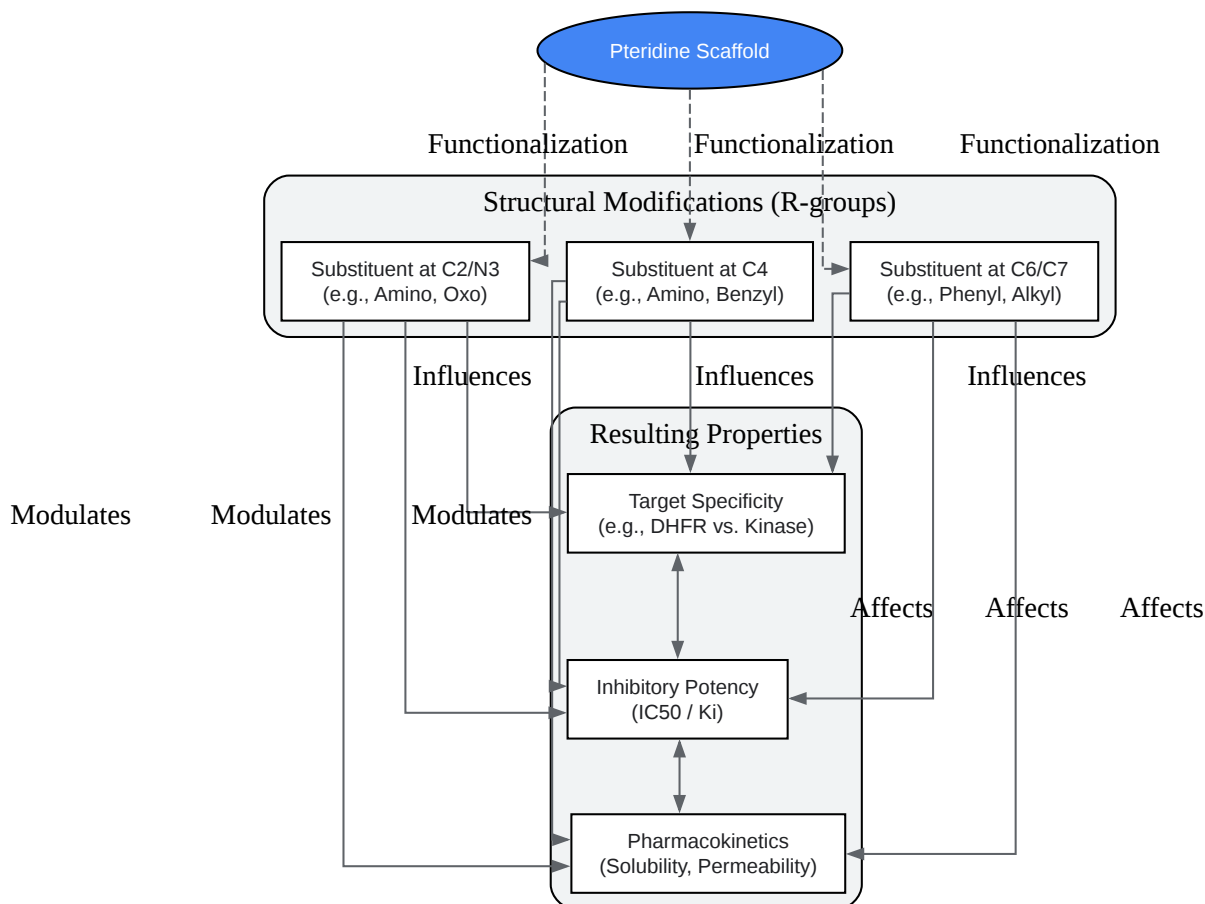 Pteridine Scaffold
Functionalization
Functionalization
Functionalization
Structural Modifications (R-groups)
Substituent at C2/N3
(e.g., Amino, Oxo)
Substituent at C4
(e.g., Amino, Benzyl)
Substituent at C6/C7
(e.g., Phenyl, Alkyl)
Influences
Influences
Influences
Resulting Properties
Target Specificity
(e.g., DHFR vs. Kinase)
Modulates
Modulates
Modulates
Affects
Affects
Affects
Inhibitory Potency
(IC50 / Ki)
Pharmacokinetics
(Solubility, Permeability)